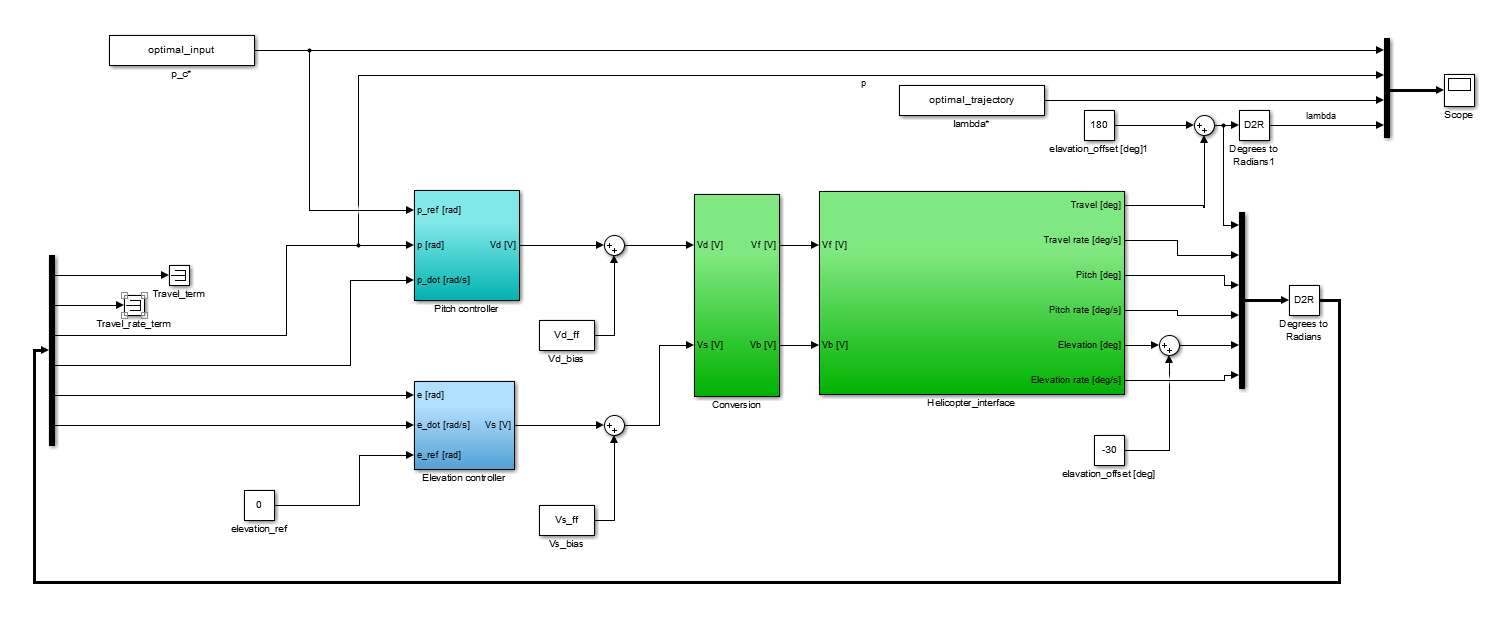 optimal_input
p_c*
p
optimal_trajectory
lambda*
180
elavation_offset [deg]1
+
+
D2R
Degrees to
Radians1
lambda
Scope
p_ref [rad]
p [rad]
p_dot [rad/s]
Vd [V]
Pitch controller
Travel_term
Travel_rate_term
+
+
Vd_ff
Vd_bias
Vd [V]
Vs [V]
Vf [V]
Vb [V]
Conversion
Vf [V]
Vb [V]
Travel [deg]
Travel rate [deg/s]
Pitch [deg]
Pitch rate [deg/s]
Elevation [deg]
Elevation rate [deg/s]
Helicopter_interface
+
+
D2R
Degrees to
Radians
e [rad]
e_dot [rad/s]
e_ref [rad]
Vs [V]
Elevation controller
+
+
-30
elavation_offset [deg]
0
elevation_ref
Vs_ff
Vs_bias